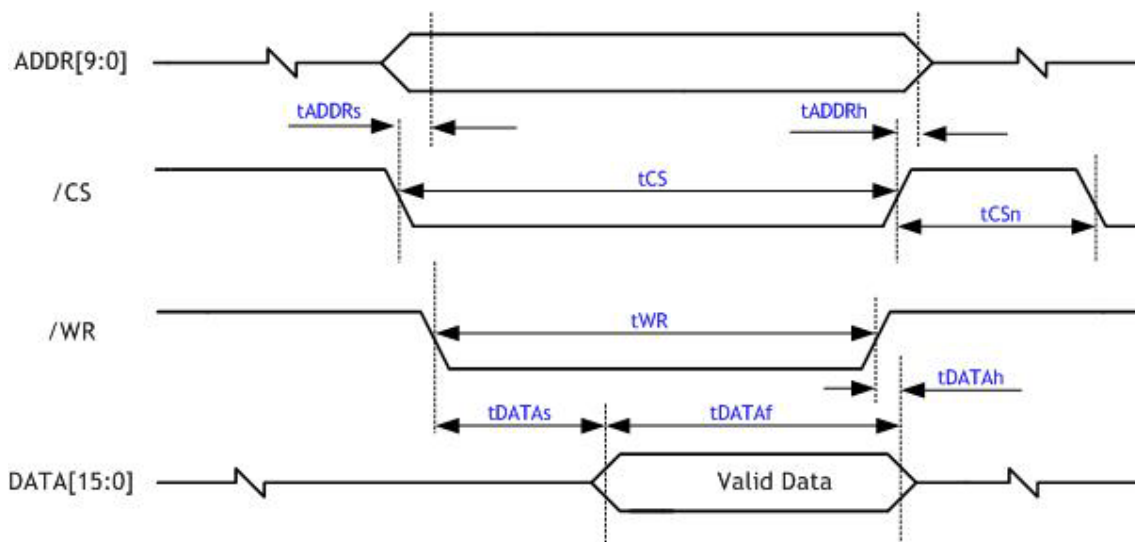 ADDR[9:0]
tADDRs
tADDRh
/CS
tCS
tCSn
/WR
tWR
tDATAh
tDATAs
tDATAf
DATA[15:0]
Valid Data